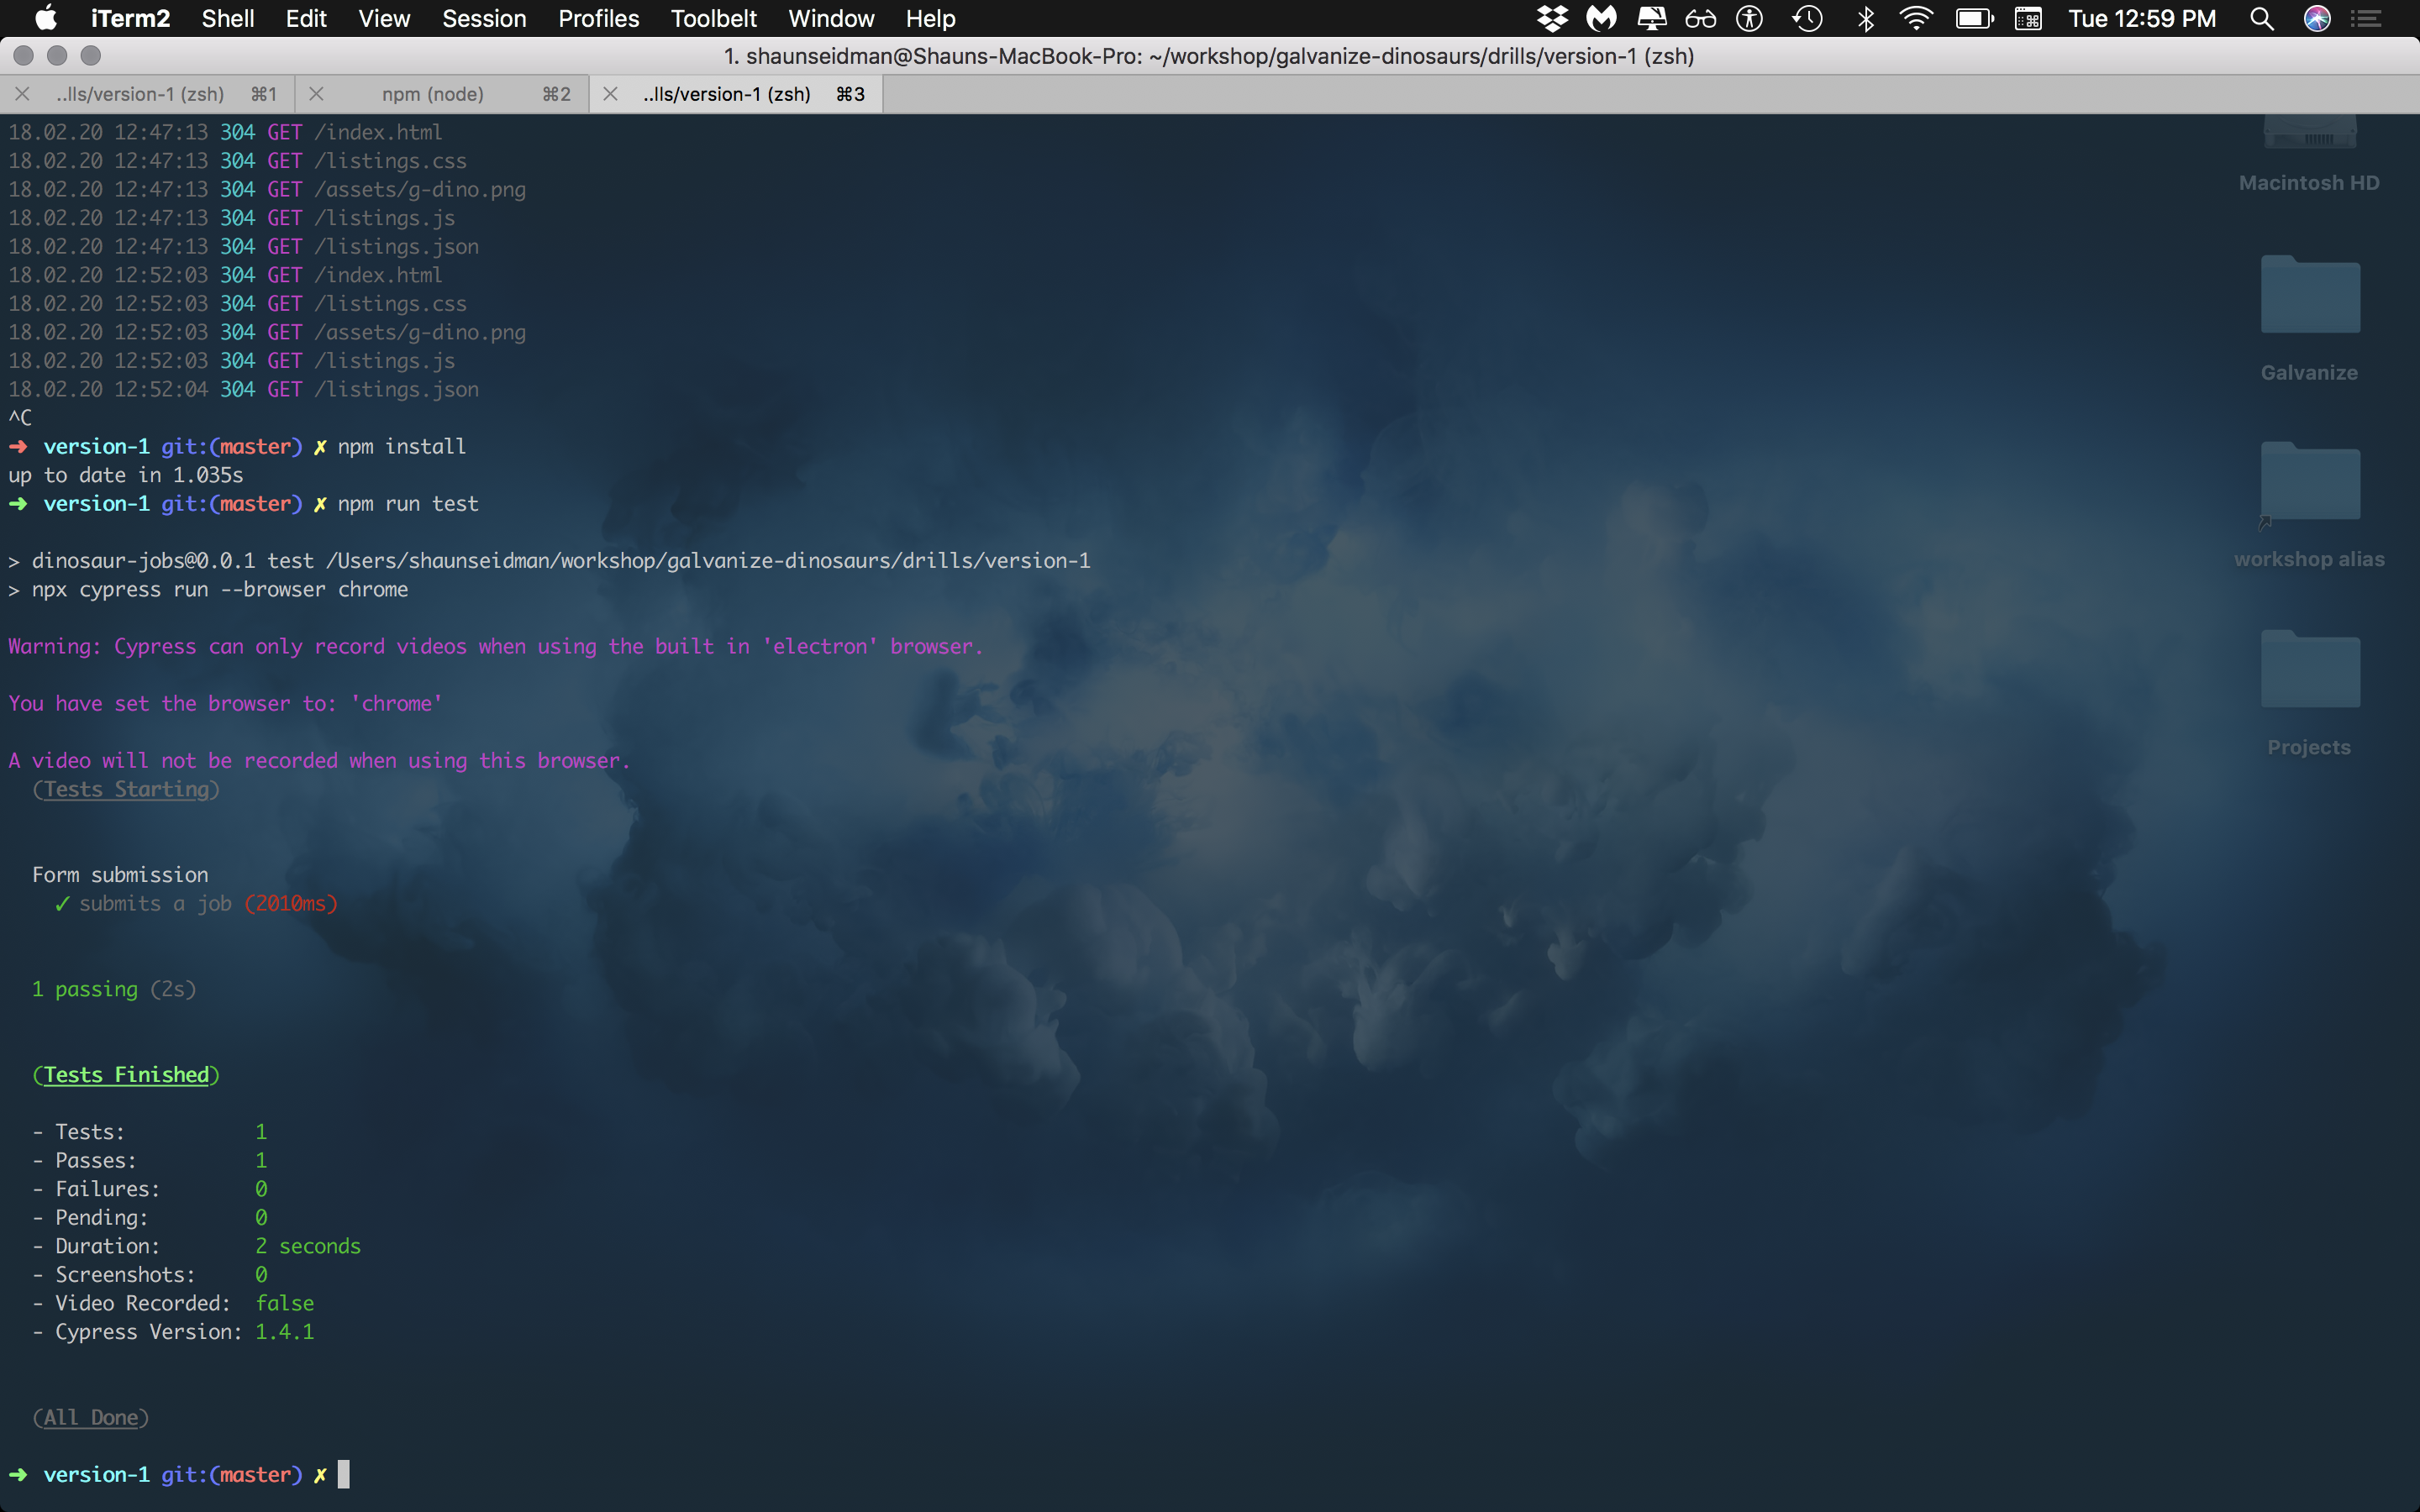 iTerm2 Shell Edit View Session Profiles Toolbelt Window Help Tue 12:59 PM
1. shaunseidman@Shauns-MacBook-Pro: ~/workshop/galvanize-dinosaurs/drills/version-1 (zsh)
..lls/version-1 (zsh) ⌘1 npm (node) ⌘2 ..lls/version-1 (zsh) ⌘3
18.02.20 12:47:13 304 GET /index.html
18.02.20 12:47:13 304 GET /listings.css
18.02.20 12:47:13 304 GET /assets/g-dino.png
18.02.20 12:47:13 304 GET /listings.js
18.02.20 12:47:13 304 GET /listings.json
18.02.20 12:52:03 304 GET /index.html
18.02.20 12:52:03 304 GET /listings.css
18.02.20 12:52:03 304 GET /assets/g-dino.png
18.02.20 12:52:03 304 GET /listings.js
18.02.20 12:52:04 304 GET /listings.json
^C
➜ version-1 git:(master) ✗ npm install
up to date in 1.035s
➜ version-1 git:(master) ✗ npm run test
> dinosaur-jobs@0.0.1 test /Users/shaunseidman/workshop/galvanize-dinosaurs/drills/version-1
> npx cypress run --browser chrome
Warning: Cypress can only record videos when using the built in 'electron' browser.
You have set the browser to: 'chrome'
A video will not be recorded when using this browser.
(Tests Starting)
Form submission
✓ submits a job (2010ms)
1 passing (2s)
(Tests Finished)
- Tests: 1
- Passes: 1
- Failures: 0
- Pending: 0
- Duration: 2 seconds
- Screenshots: 0
- Video Recorded: false
- Cypress Version: 1.4.1
(All Done)
➜ version-1 git:(master) ✗
Macintosh HD
Galvanize
workshop alias
Projects